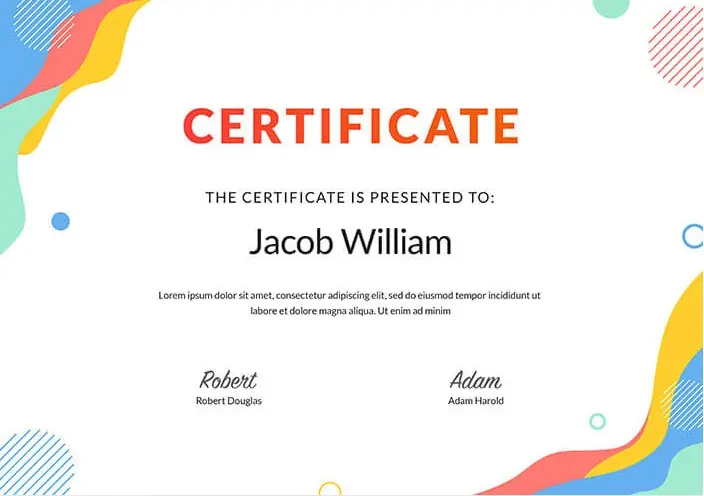 CERTIFICATE
THE CERTIFICATE IS PRESENTED TO:
Jacob William
Lorem ipsum dolor sit amet, consectetur adipiscing elit, sed do eiusmod tempor incididunt ut
labore et dolore magna aliqua. Ut enim ad minim
Robert Adam
Robert Douglas Adam Harold